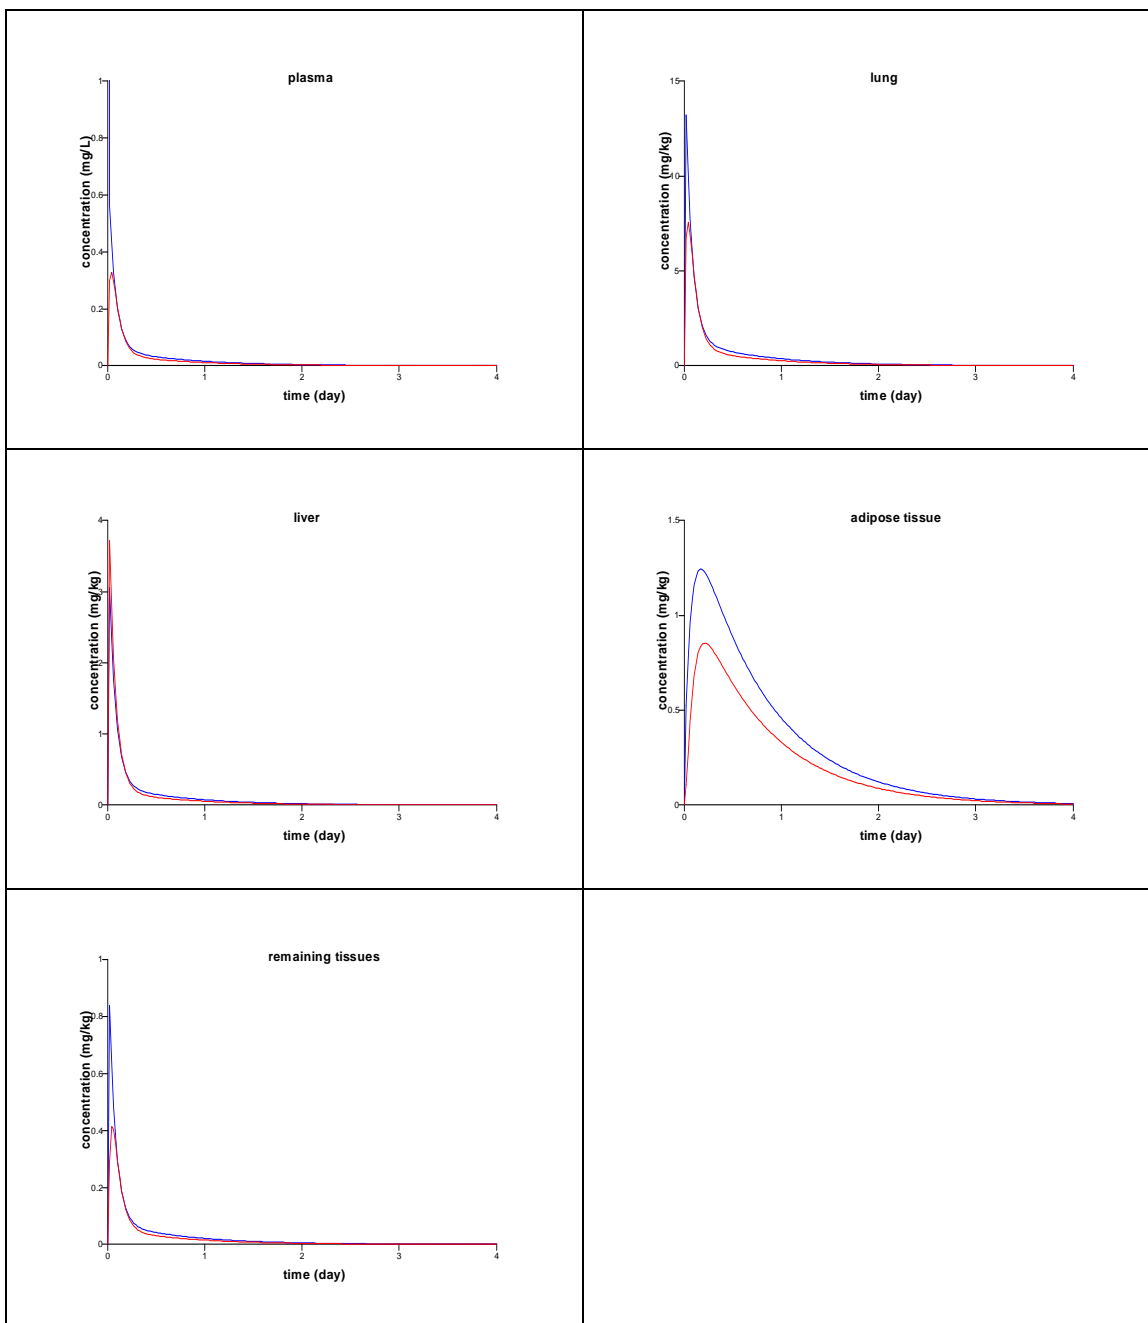 plasma
concentration (mg/L)
1
0.8
0.6
0.4
0.2
0
0 1 2 3 4
time (day)
lung
concentration (mg/kg)
15
10
5
0
0 1 2 3 4
time (day)
liver
concentration (mg/kg)
4
3
2
1
0
0 1 2 3 4
time (day)
adipose tissue
concentration (mg/kg)
1.5
1
0.5
0
0 1 2 3 4
time (day)
remaining tissues
concentration (mg/kg)
1
0.8
0.6
0.4
0.2
0
0 1 2 3 4
time (day)